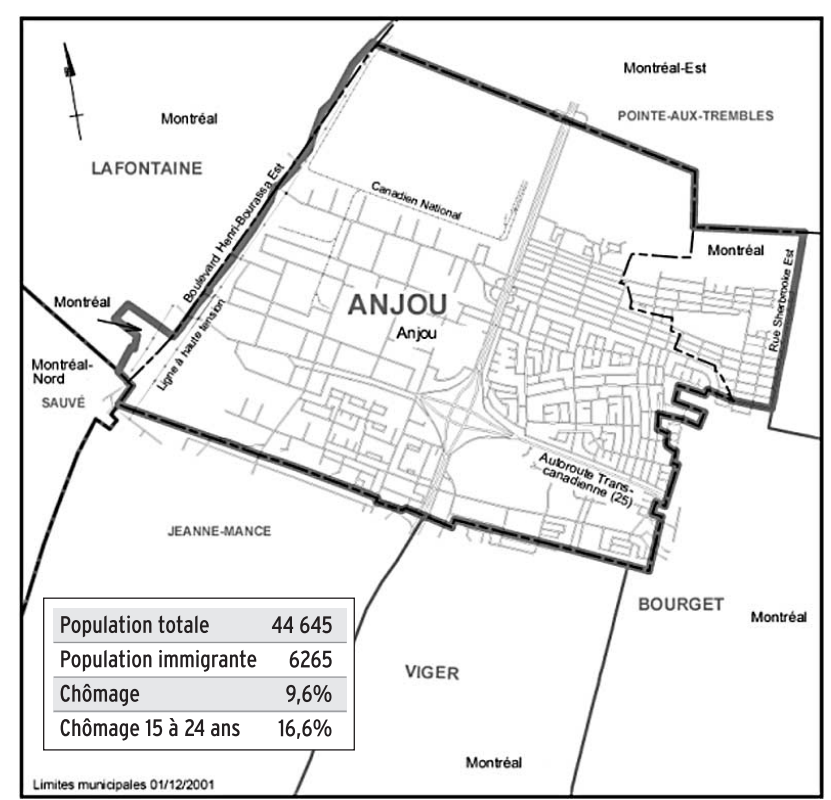 Montréal-Est
POINTE-AUX-TREMBLES
Montréal
LAFONTAINE
Canadien National
Boulevard Henri-Bourassa Est
Montréal
Rue Sherbrooke Est
ANJOU
Anjou
Montréal
Ligne à haute tension
Montréal-
Nord
SAUVÉ
Autoroute Trans-
canadienne (25)
JEANNE-MANCE
BOURGET
Montréal
Population totale 44 645
Population immigrante 6265
Chômage 9,6%
Chômage 15 à 24 ans 16,6%
VIGER
Montréal
Limites municipales 01/12/2001